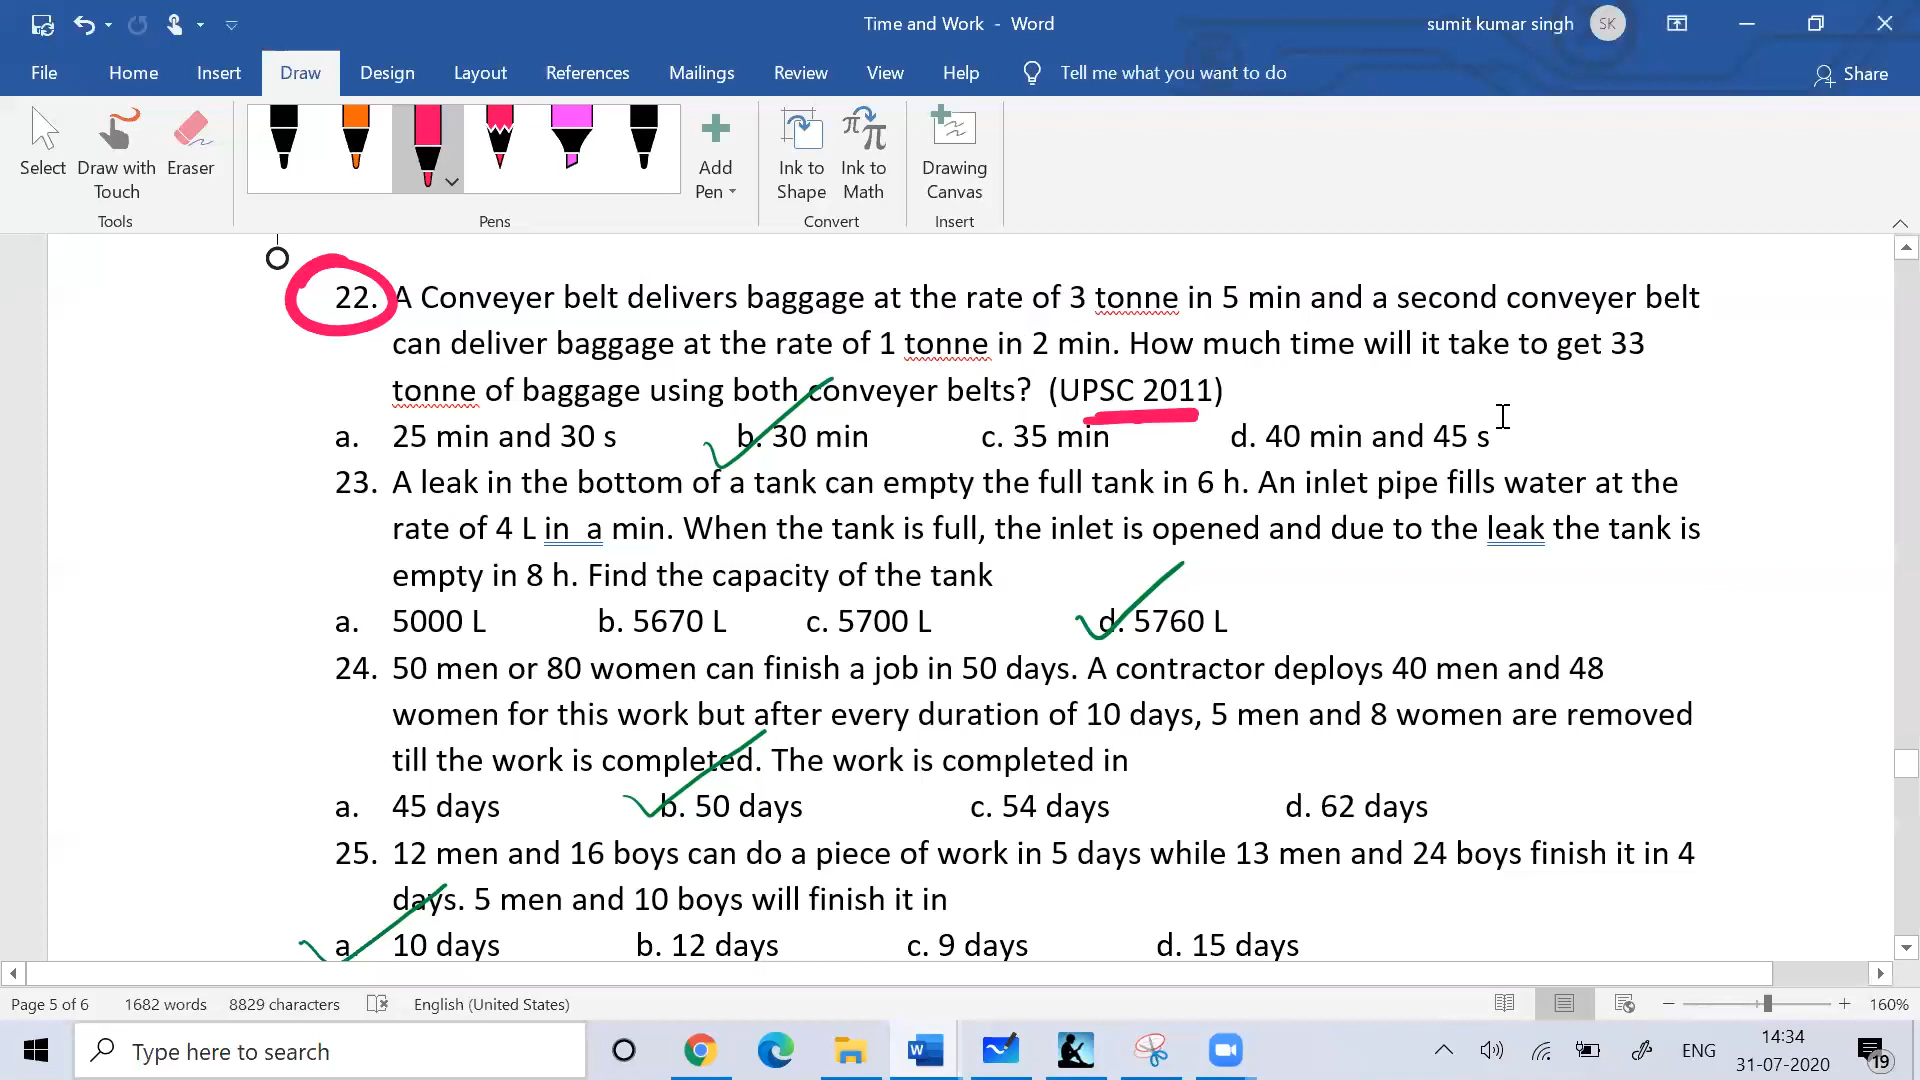 Time and Work - Word
sumit kumar singh
SK
File
Home
Insert
Draw
Design
Layout
References
Mailings
Review
View
Help
Tell me what you want to do
Share
Select
Draw with Touch
Eraser
Add Pen
Ink to Shape
Ink to Math
Drawing Canvas
Tools
Pens
Convert
Insert
22. A Conveyer belt delivers baggage at the rate of 3 tonne in 5 min and a second conveyer belt
can deliver baggage at the rate of 1 tonne in 2 min. How much time will it take to get 33
tonne of baggage using both conveyer belts? (UPSC 2011)
a. 25 min and 30 s b. 30 min c. 35 min d. 40 min and 45 s
23. A leak in the bottom of a tank can empty the full tank in 6 h. An inlet pipe fills water at the
rate of 4 L in a min. When the tank is full, the inlet is opened and due to the leak the tank is
empty in 8 h. Find the capacity of the tank
a. 5000 L b. 5670 L c. 5700 L d. 5760 L
24. 50 men or 80 women can finish a job in 50 days. A contractor deploys 40 men and 48
women for this work but after every duration of 10 days, 5 men and 8 women are removed
till the work is completed. The work is completed in
a. 45 days b. 50 days c. 54 days d. 62 days
25. 12 men and 16 boys can do a piece of work in 5 days while 13 men and 24 boys finish it in 4
days. 5 men and 10 boys will finish it in
a. 10 days b. 12 days c. 9 days d. 15 days
Page 5 of 6
1682 words
8829 characters
English (United States)
160%
Type here to search
ENG
14:34
31-07-2020
19